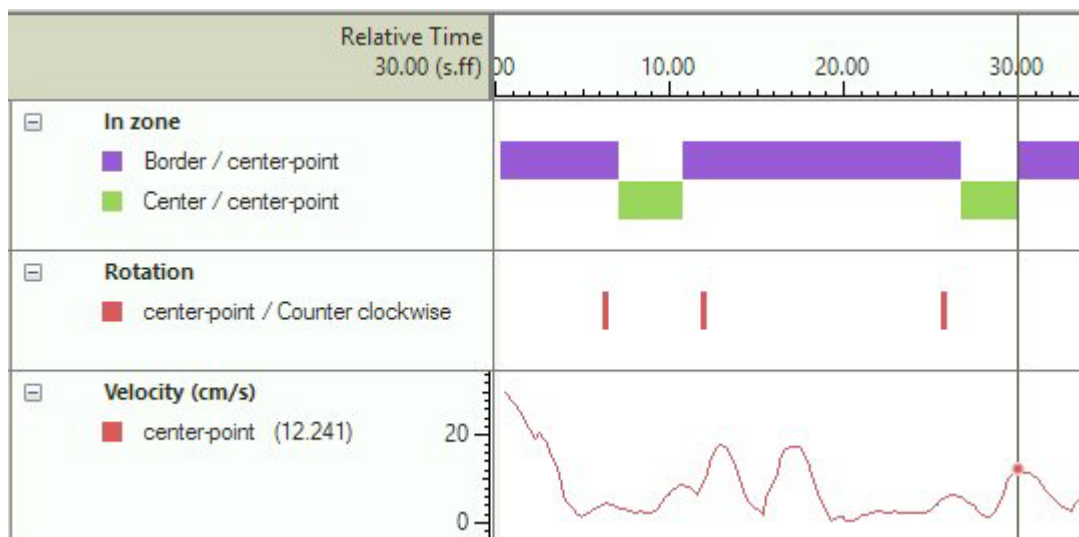 Relative Time
30.00 (s.ff)
00 10.00 20.00 30.00
In zone
Border / center-point
Center / center-point
Rotation
center-point / Counter clockwise
Velocity (cm/s)
center-point (12.241)
20
0